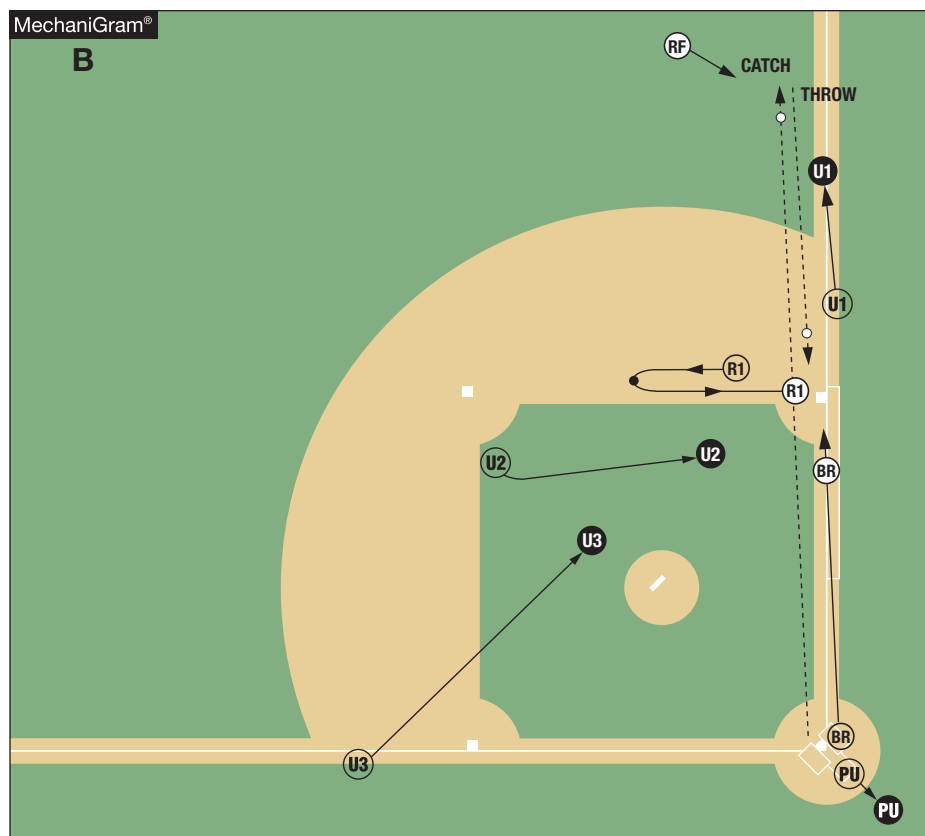 MechaniGram®
B
RF
CATCH
THROW
U1
U1
R1
R1
U2
U2
BR
U3
BR
U3
PU
PU